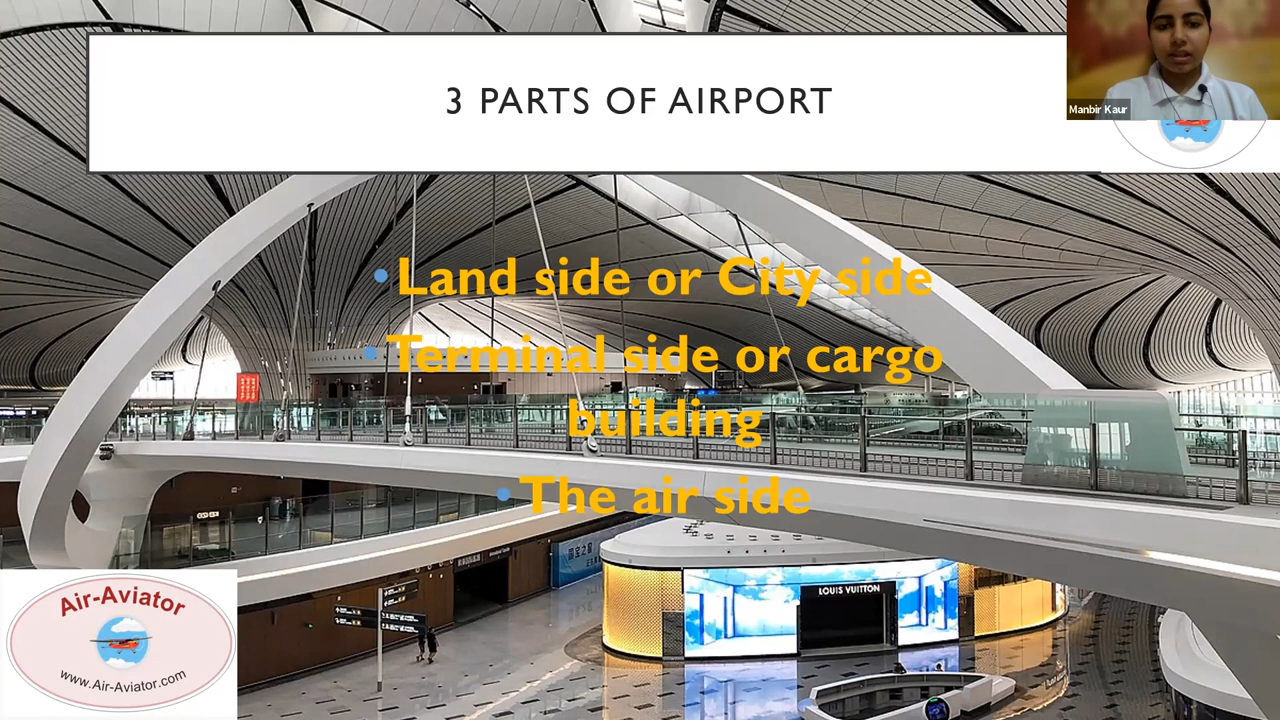 3 PARTS OF AIRPORT
Manbir Kaur
• Land side or City side
• Terminal side or cargo
building
• The air side
LOUIS VUITTON
Air-Aviator
www.Air-Aviator.com